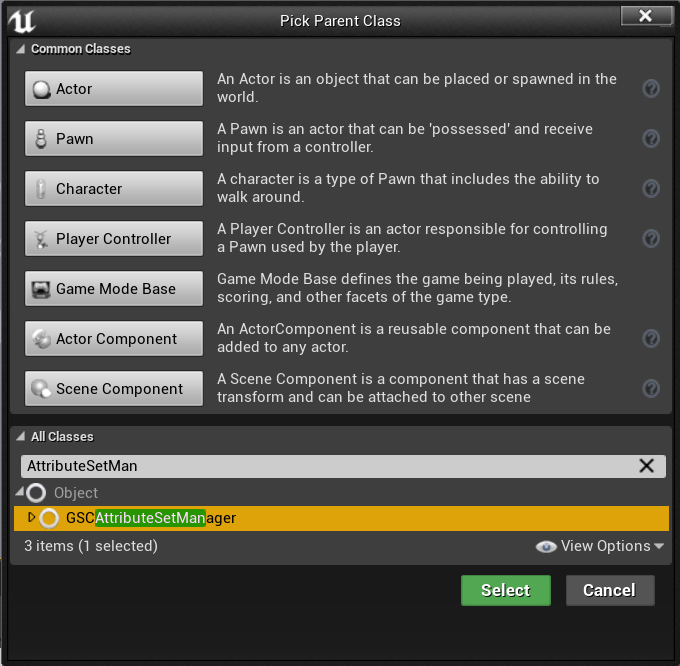 Pick Parent Class
Common Classes
Actor
An Actor is an object that can be placed or spawned in the
world.
Pawn
A Pawn is an actor that can be 'possessed' and receive
input from a controller.
Character
A character is a type of Pawn that includes the ability to
walk around.
Player Controller
A Player Controller is an actor responsible for controlling
a Pawn used by the player.
Game Mode Base
Game Mode Base defines the game being played, its rules,
scoring, and other facets of the game type.
Actor Component
An ActorComponent is a reusable component that can be
added to any actor.
Scene Component
A Scene Component is a component that has a scene
transform and can be attached to other scene
All Classes
AttributeSetMan
Object
GSCAttributeSetManager
3 items (1 selected)
View Options
Select
Cancel